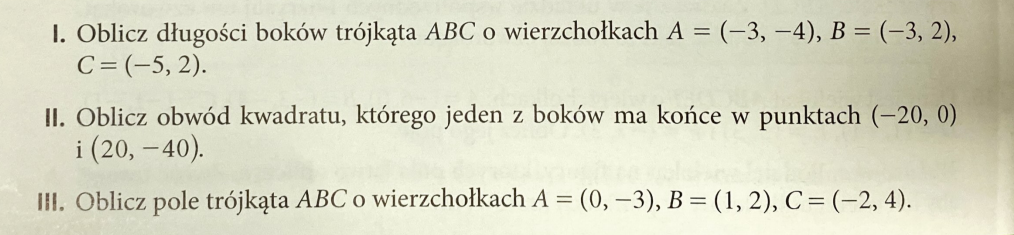 I. Oblicz długości boków trójkąta ABC o wierzchołkach A = (−3, −4), B = (−3, 2),
C = (−5, 2).
II. Oblicz obwód kwadratu, którego jeden z boków ma końce w punktach (−20, 0)
i (20, −40).
III. Oblicz pole trójkąta ABC o wierzchołkach A = (0, −3), B = (1, 2), C = (−2, 4).